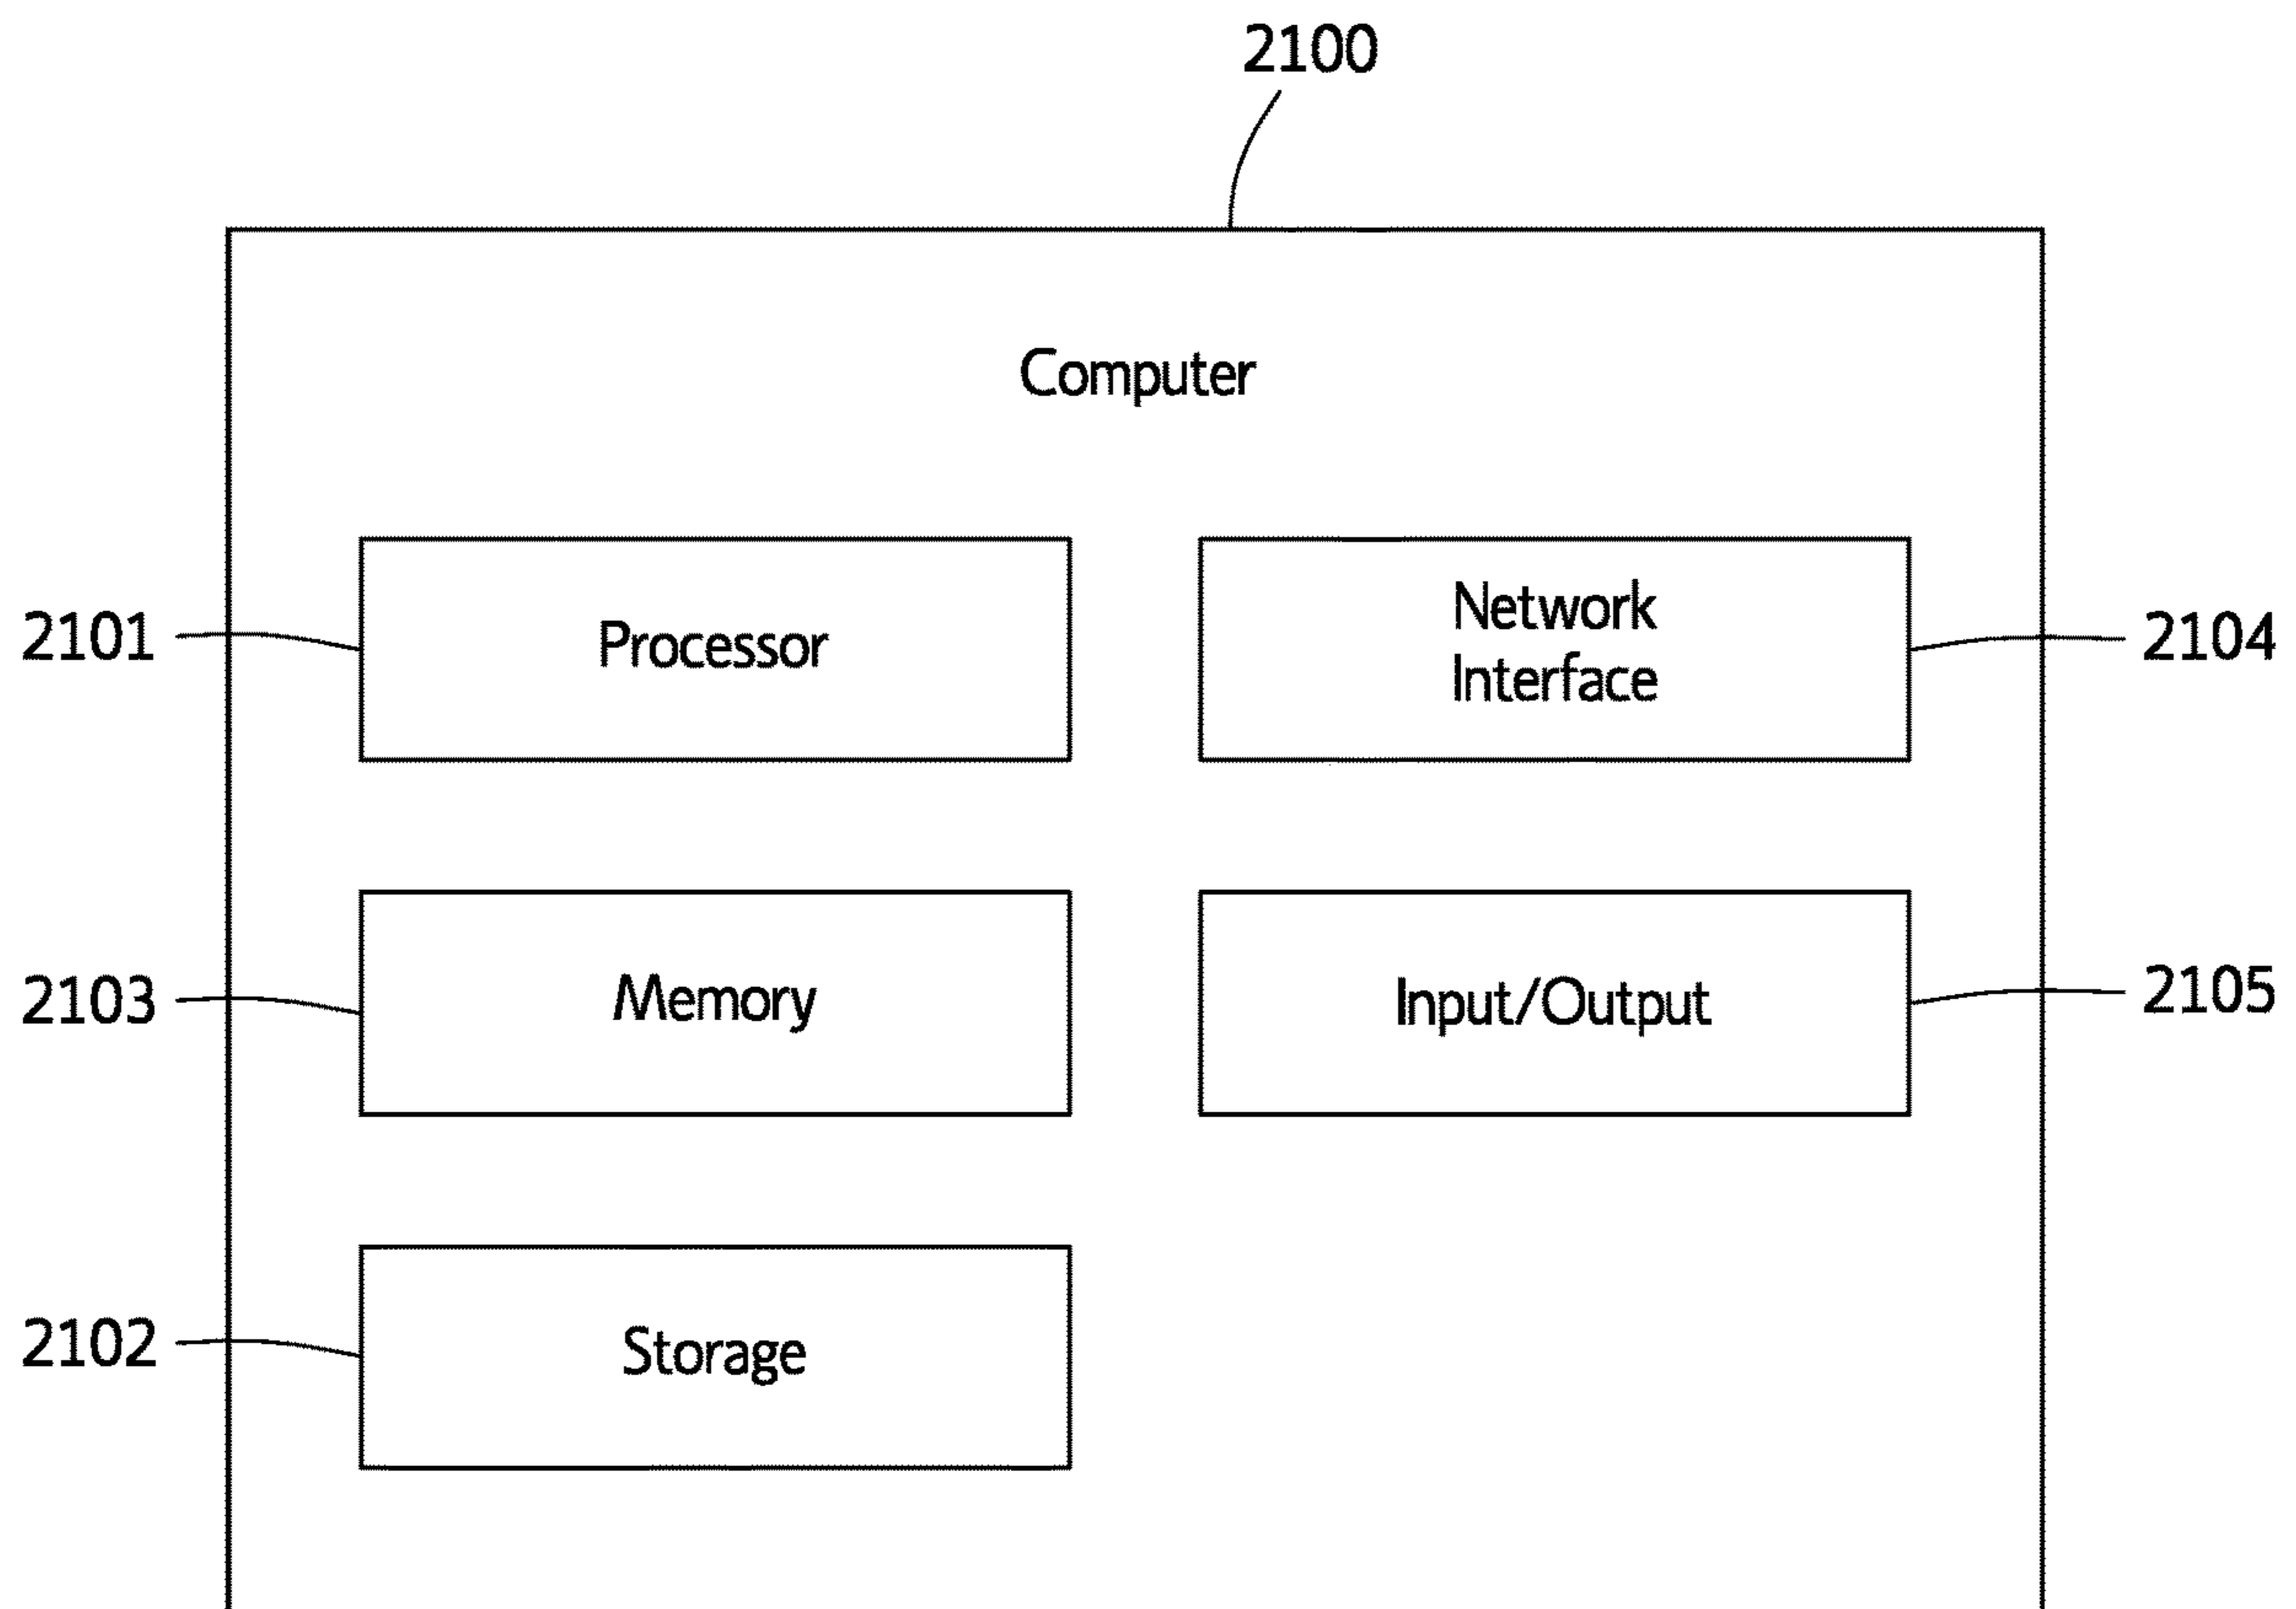 2100
Computer
2101
Processor
Network
Interface
2104
2103
Memory
Input/Output
2105
2102
Storage